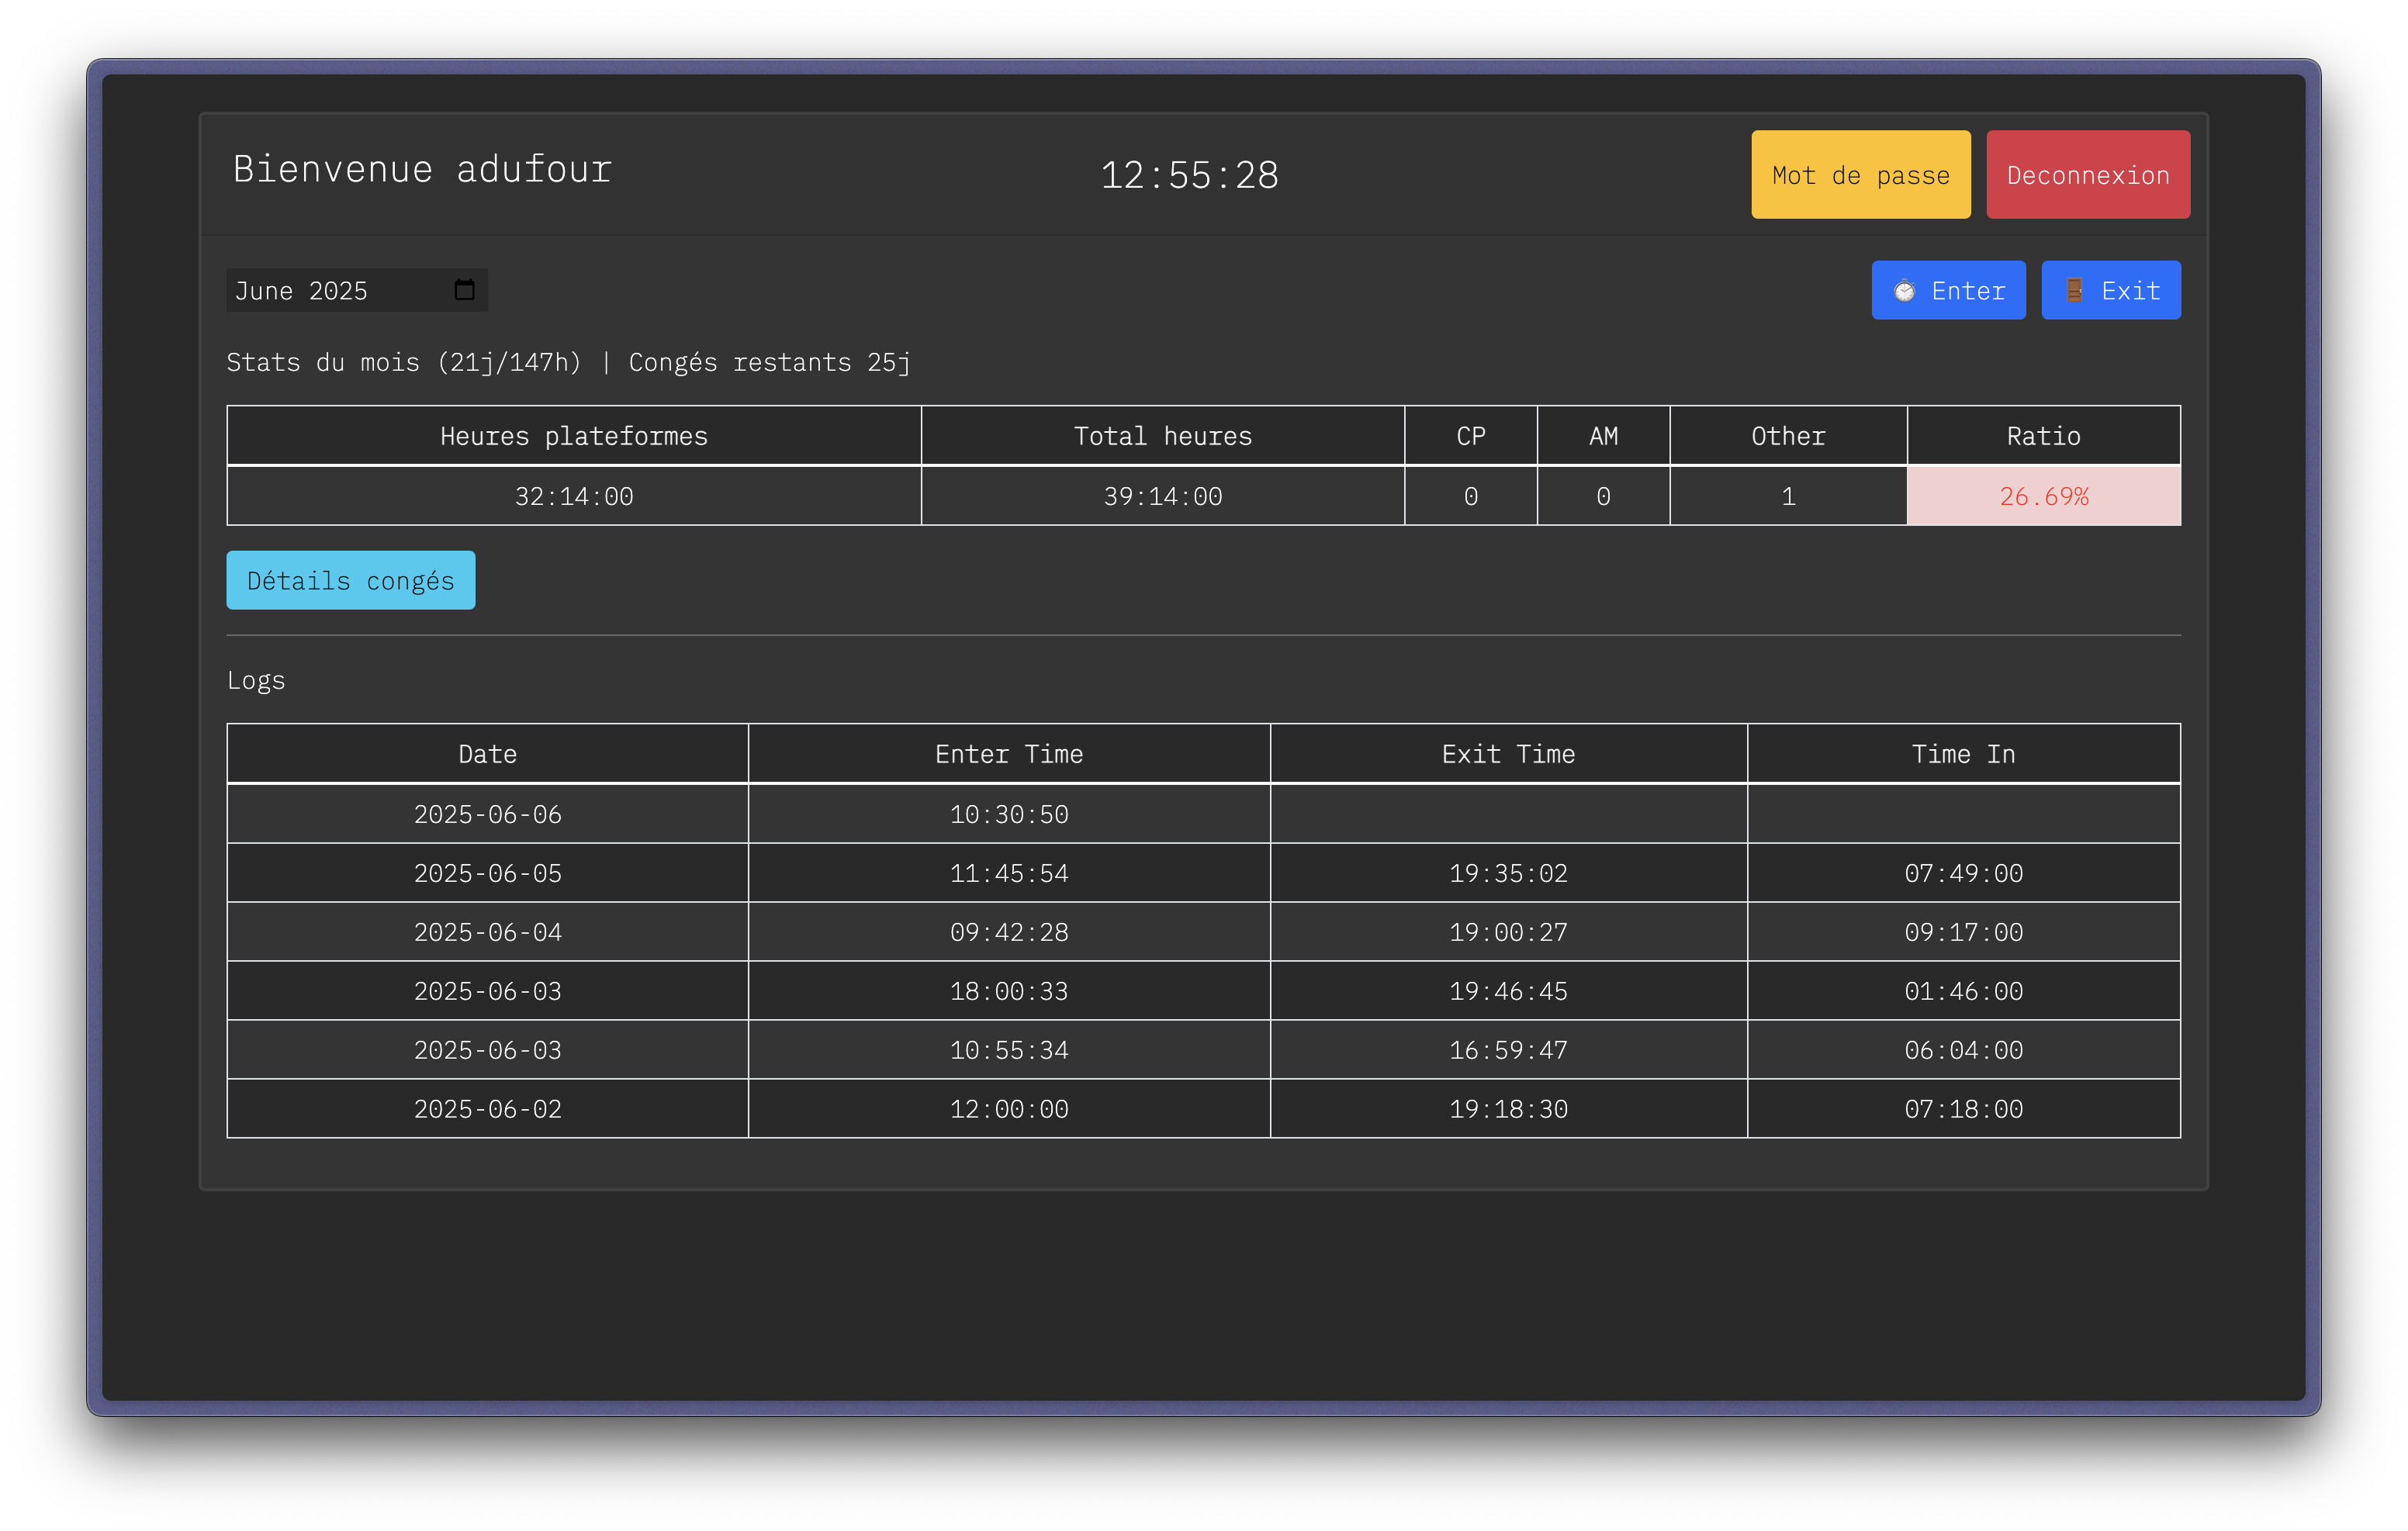 Bienvenue adufour
12:55:28
Mot de passe
Deconnexion
June 2025
⏱ Enter
🚪 Exit
Stats du mois (21j/147h) | Congés restants 25j
Heures plateformes Total heures CP AM Other Ratio
32:14:00 39:14:00 0 0 1 26.69%
Détails congés
Logs
Date Enter Time Exit Time Time In
2025-06-06 10:30:50
2025-06-05 11:45:54 19:35:02 07:49:00
2025-06-04 09:42:28 19:00:27 09:17:00
2025-06-03 18:00:33 19:46:45 01:46:00
2025-06-03 10:55:34 16:59:47 06:04:00
2025-06-02 12:00:00 19:18:30 07:18:00